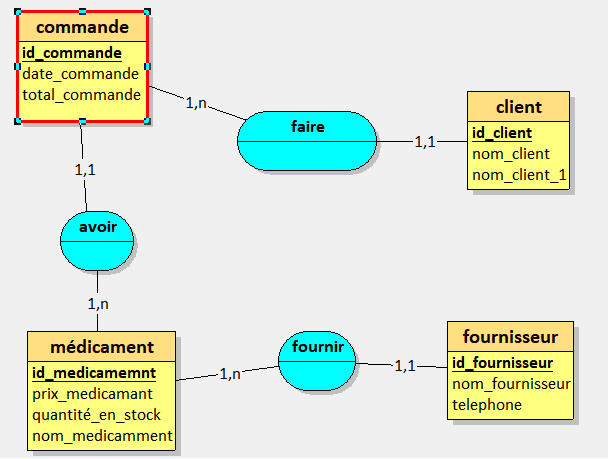 commande
id_commande
date_commande
total_commande
1,n
faire
1,1
client
id_client
nom_client
nom_client_1
1,1
avoir
1,n
médicament
id_medicamemnt
prix_medicamant
quantité_en_stock
nom_medicamment
1,n
fournir
1,1
fournisseur
id_fournisseur
nom_fournisseur
telephone